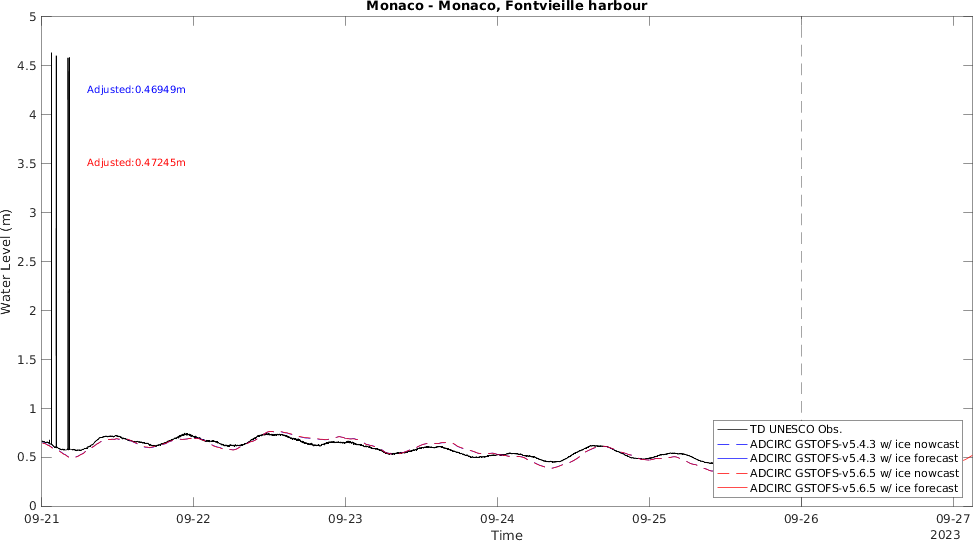 Monaco - Monaco, Fontvieille harbour
5
4.5
4
3.5
3
2.5
2
1.5
1
0.5
0
Water Level (m)
Adjusted:0.46949m
Adjusted:0.47245m
TD UNESCO Obs.
ADCIRC GSTOFS-v5.4.3 w/ ice nowcast
ADCIRC GSTOFS-v5.4.3 w/ ice forecast
ADCIRC GSTOFS-v5.6.5 w/ ice nowcast
ADCIRC GSTOFS-v5.6.5 w/ ice forecast
09-21 09-22 09-23 09-24 09-25 09-26 09-27
Time
2023